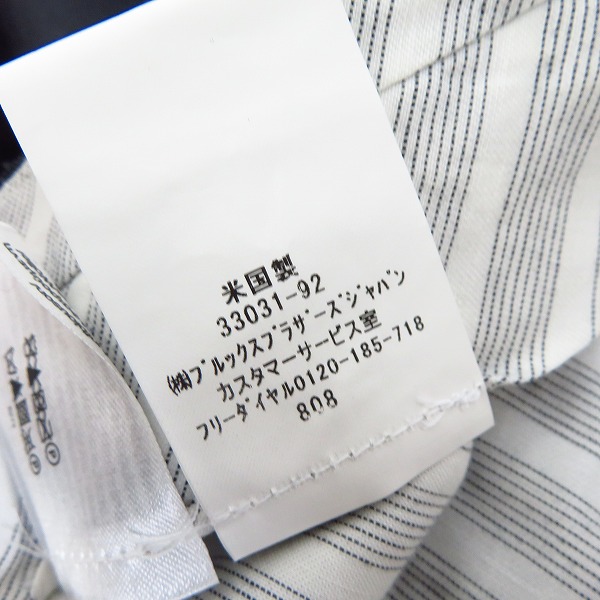 米国製
33031-92
(株)ブルックスブラザーズジャパン
カスタマーサービス室
フリーダイヤル0120-185-718
808